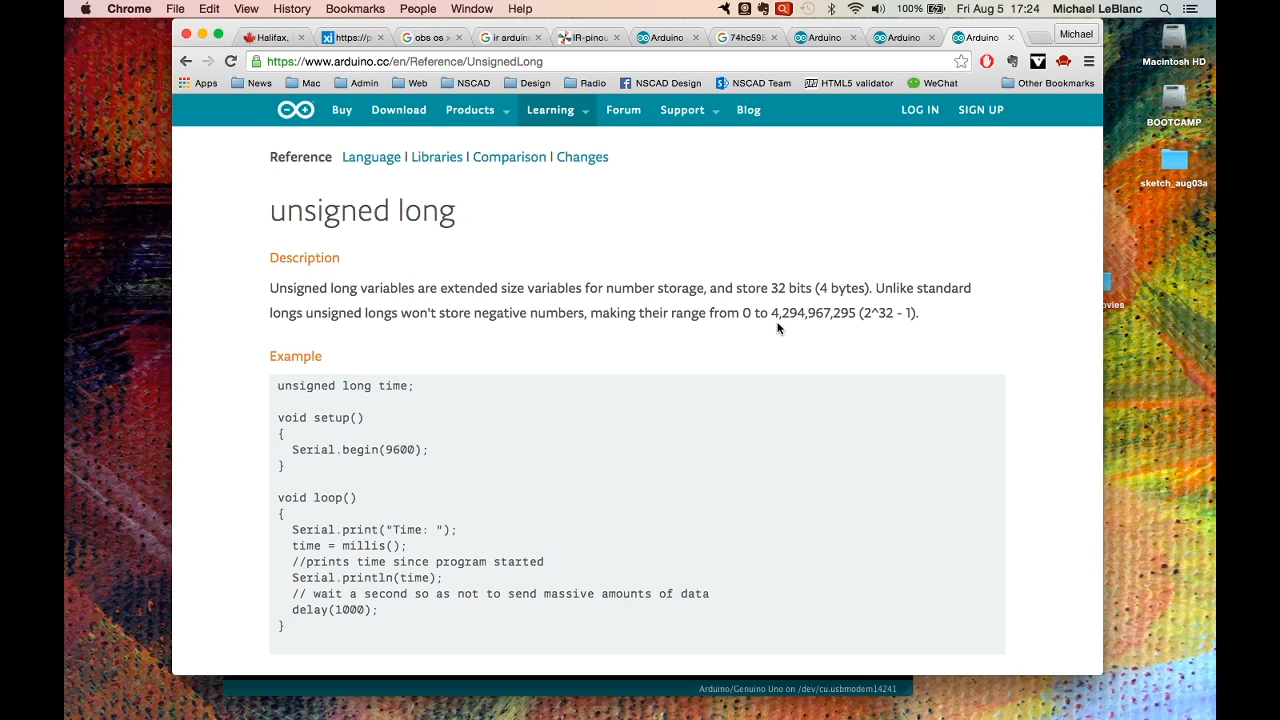 Chrome File Edit View History Bookmarks People Window Help 100% Fri Aug 5 17:24 Michael LeBlanc
Halifax, https://p obo co ir arduin IR-pinou Arduino 74hc595 Arduino Arduino Arduino Michael
https://www.arduino.cc/en/Reference/UnsignedLong
Apps News Mac Web NSCAD Design Radio NSCAD Design NSCAD Team HTML5 validator WeChat Other Bookmarks
Buy Download Products Learning Forum Support Blog LOG IN SIGN UP
Reference Language | Libraries | Comparison | Changes
unsigned long
Description
Unsigned long variables are extended size variables for number storage, and store 32 bits (4 bytes). Unlike standard
longs unsigned longs won't store negative numbers, making their range from 0 to 4,294,967,295 (2^32 - 1).
Example
unsigned long time;
void setup()
{
Serial.begin(9600);
}
void loop()
{
Serial.print("Time: ");
time = millis();
//prints time since program started
Serial.println(time);
// wait a second so as not to send massive amounts of data
delay(1000);
}
Arduino/Genuino Uno on /dev/cu.usbmodem14241
Macintosh HD
BOOTCAMP
sketch_aug03a
ovies